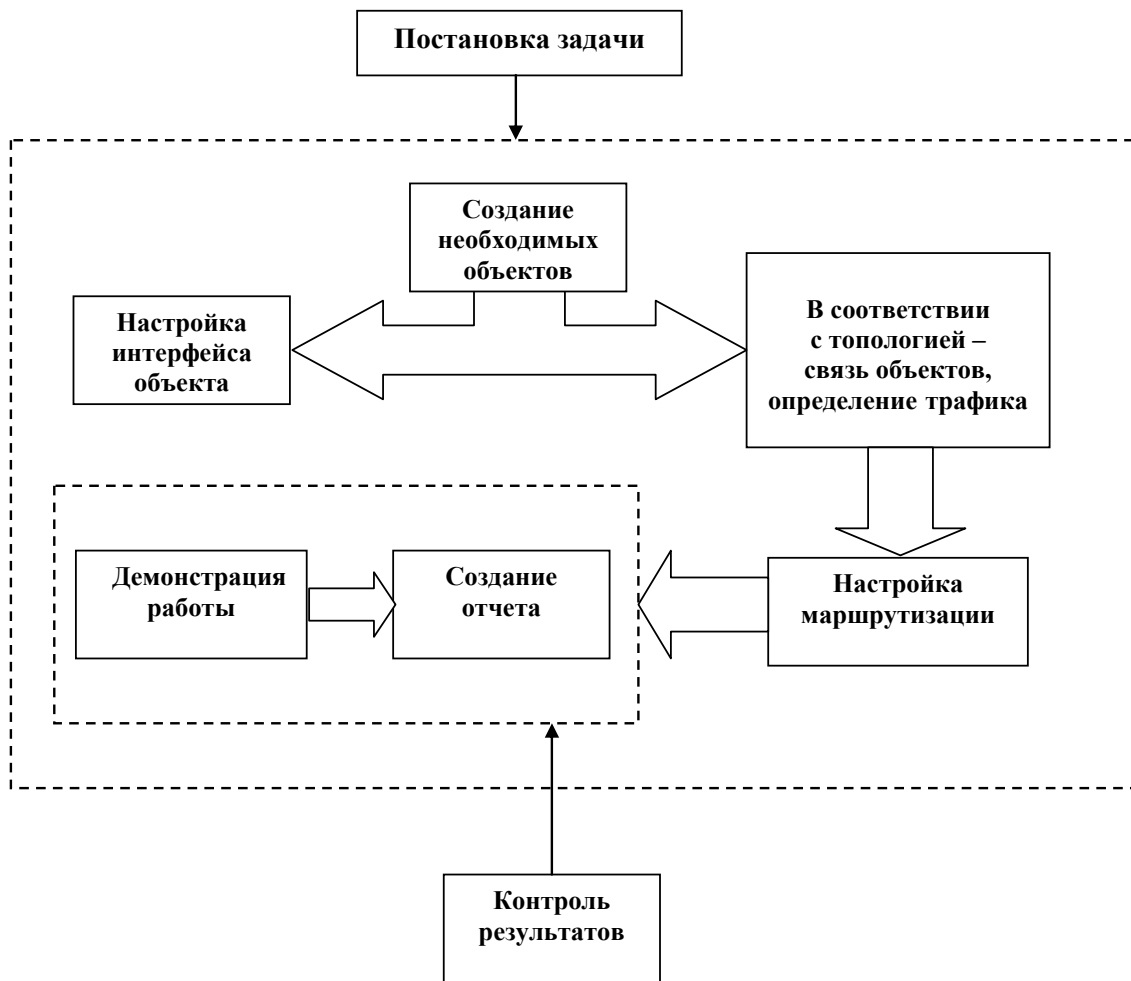 Постановка задачи
Создание
необходимых
объектов
Настройка
интерфейса
объекта
В соответствии
с топологией –
связь объектов,
определение трафика
Демонстрация
работы
Создание
отчета
Настройка
маршрутизации
Контроль
результатов